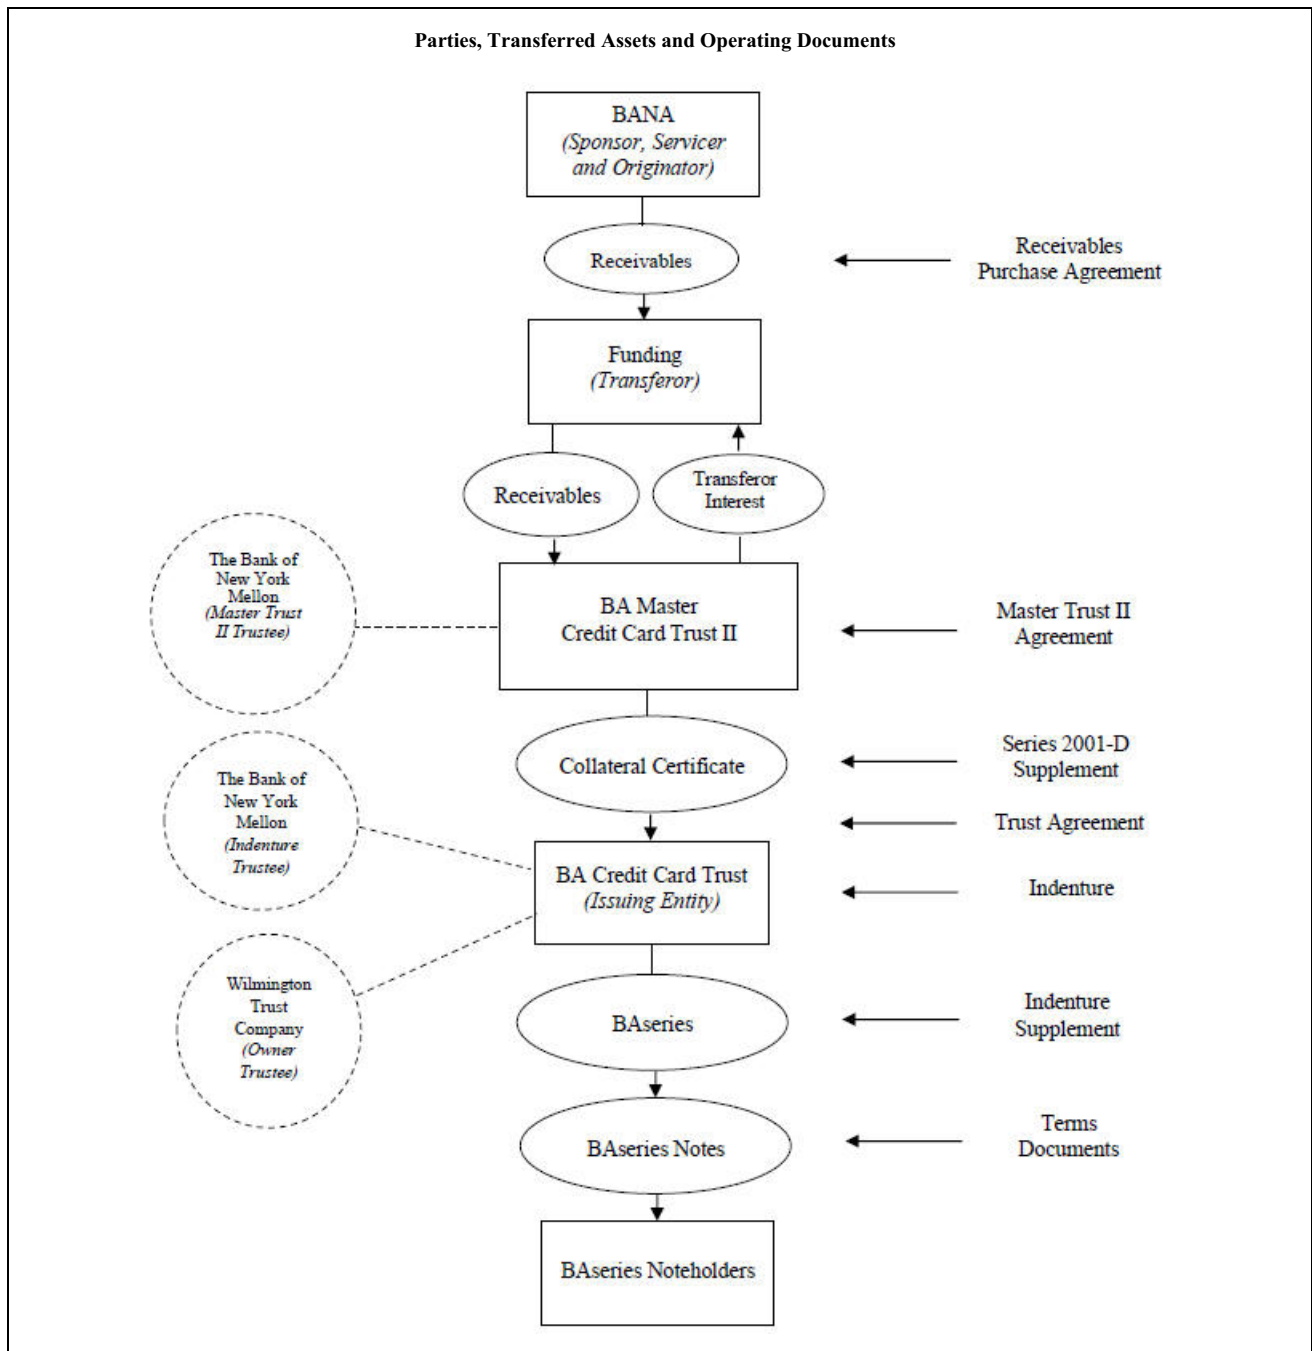 Parties, Transferred Assets and Operating Documents
BANA
(Sponsor, Servicer
and Originator)
Receivables
Receivables
Purchase Agreement
Funding
(Transferor)
Receivables
Transferor
Interest
The Bank of
New York
Mellon
(Master Trust
II Trustee)
BA Master
Credit Card Trust II
Master Trust II
Agreement
Collateral Certificate
Series 2001-D
Supplement
The Bank of
New York
Mellon
(Indenture
Trustee)
Trust Agreement
BA Credit Card Trust
(Issuing Entity)
Indenture
Wilmington
Trust
Company
(Owner
Trustee)
BAseries
Indenture
Supplement
BAseries Notes
Terms
Documents
BAseries Noteholders